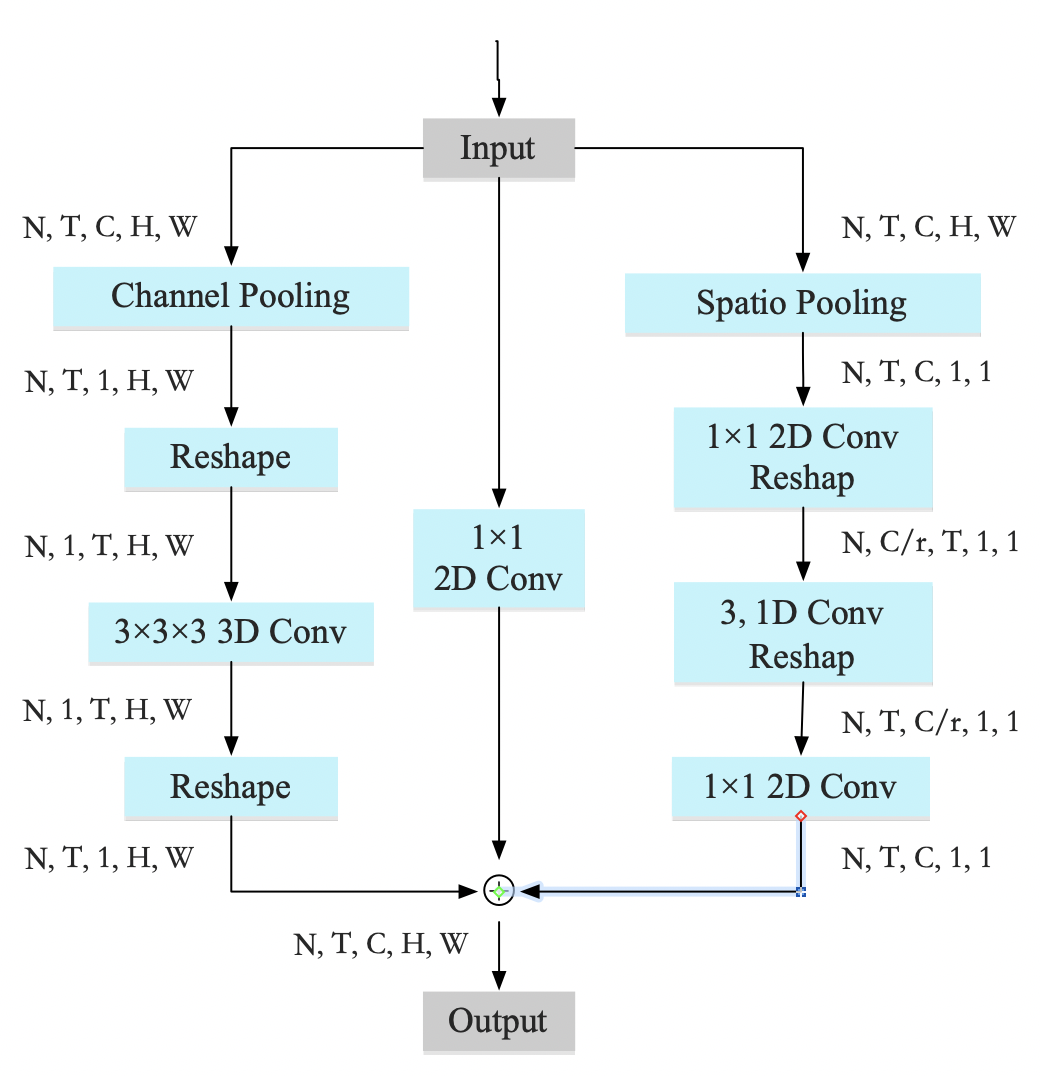 Input
N, T, C, H, W
N, T, C, H, W
Channel Pooling
Spatio Pooling
N, T, 1, H, W
N, T, C, 1, 1
Reshape
1×1 2D Conv
Reshap
N, 1, T, H, W
1×1
2D Conv
N, C/r, T, 1, 1
3×3×3 3D Conv
3, 1D Conv
Reshap
N, 1, T, H, W
N, T, C/r, 1, 1
Reshape
1×1 2D Conv
N, T, 1, H, W
N, T, C, 1, 1
N, T, C, H, W
Output